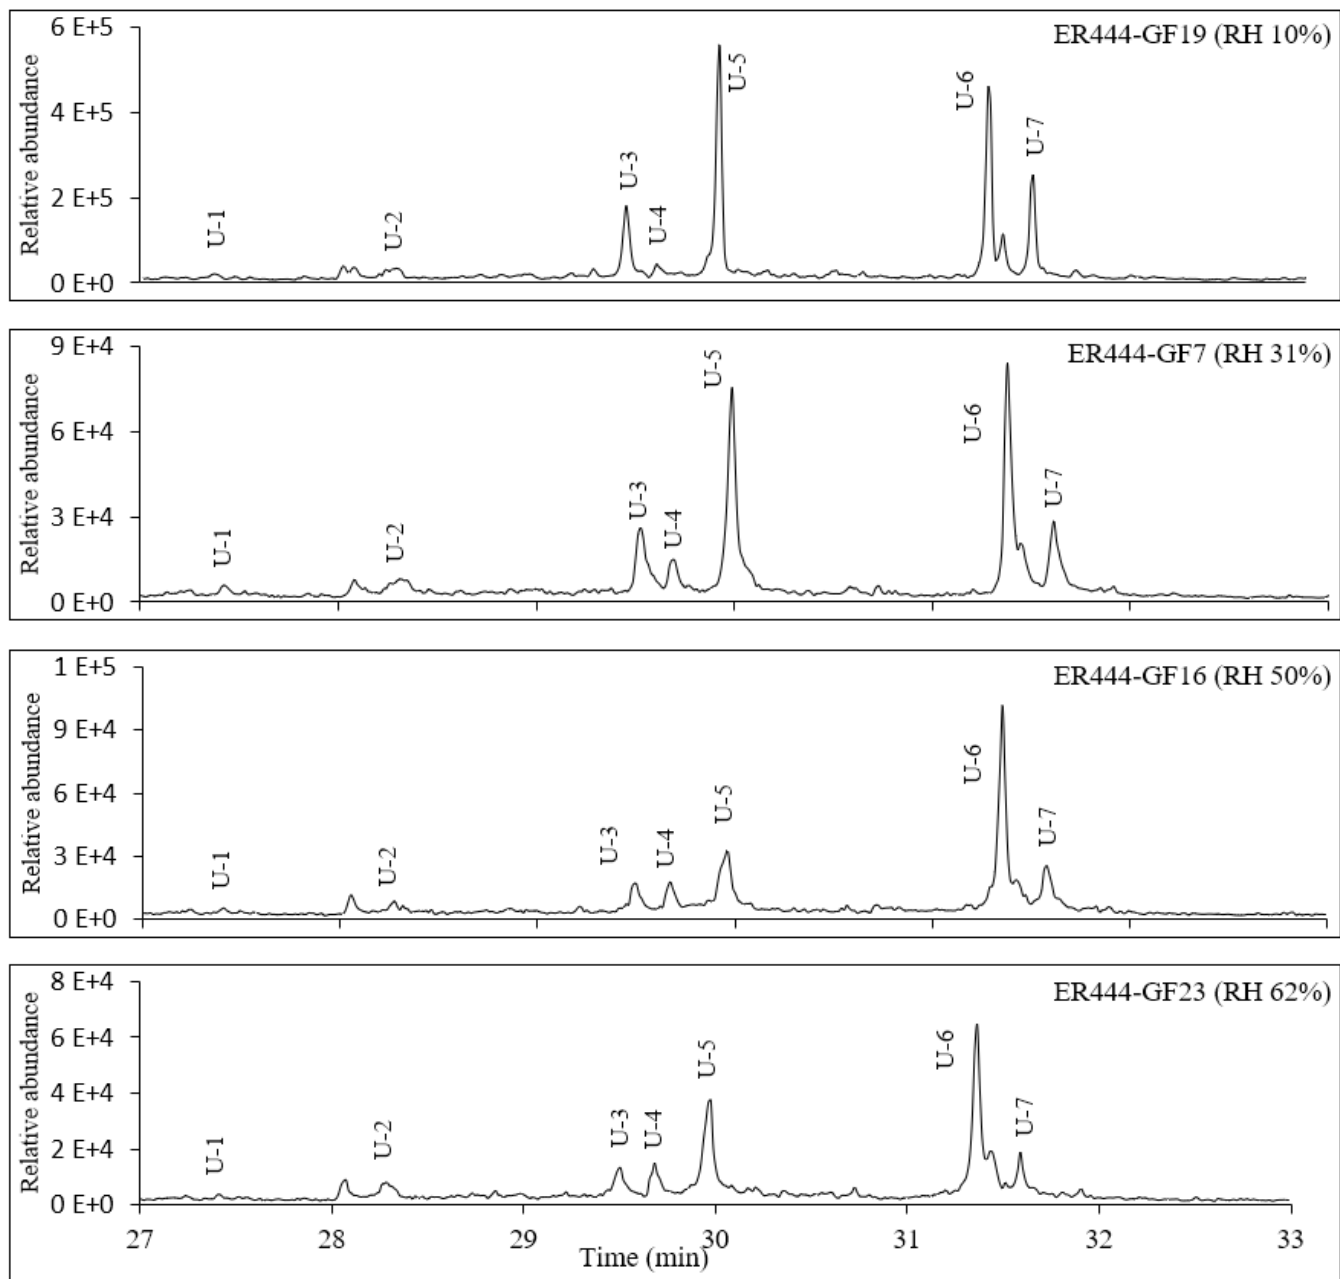 ER444-GF19 (RH 10%)
Relative abundance
6 E+5
4 E+5
2 E+5
0 E+0
U-1
U-2
U-3
U-4
U-5
U-6
U-7
ER444-GF7 (RH 31%)
Relative abundance
9 E+4
6 E+4
3 E+4
0 E+0
U-1
U-2
U-3
U-4
U-5
U-6
U-7
ER444-GF16 (RH 50%)
Relative abundance
1 E+5
9 E+4
6 E+4
3 E+4
0 E+0
U-1
U-2
U-3
U-4
U-5
U-6
U-7
ER444-GF23 (RH 62%)
Relative abundance
8 E+4
6 E+4
4 E+4
2 E+4
0 E+0
U-1
U-2
U-3
U-4
U-5
U-6
U-7
27 28 29 30 31 32 33
Time (min)